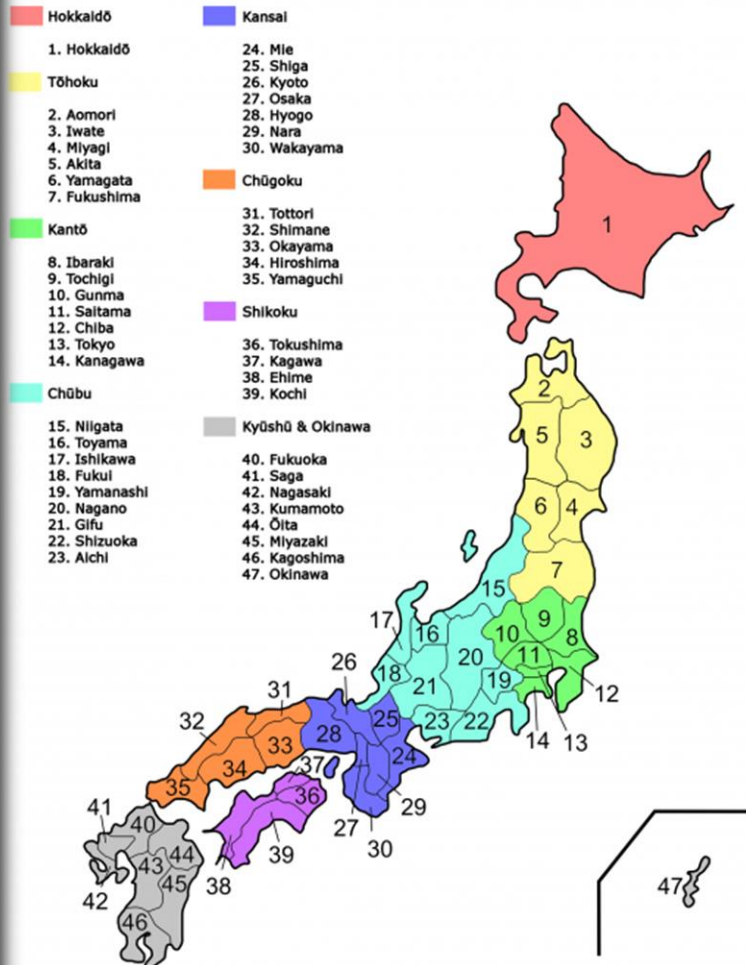 Hokkaidō
1. Hokkaidō
Tōhoku
2. Aomori
3. Iwate
4. Miyagi
5. Akita
6. Yamagata
7. Fukushima
Kantō
8. Ibaraki
9. Tochigi
10. Gunma
11. Saitama
12. Chiba
13. Tokyo
14. Kanagawa
Chūbu
15. Niigata
16. Toyama
17. Ishikawa
18. Fukui
19. Yamanashi
20. Nagano
21. Gifu
22. Shizuoka
23. Aichi
Kansai
24. Mie
25. Shiga
26. Kyoto
27. Osaka
28. Hyogo
29. Nara
30. Wakayama
Chūgoku
31. Tottori
32. Shimane
33. Okayama
34. Hiroshima
35. Yamaguchi
Shikoku
36. Tokushima
37. Kagawa
38. Ehime
39. Kochi
Kyūshū & Okinawa
40. Fukuoka
41. Saga
42. Nagasaki
43. Kumamoto
44. Ōita
45. Miyazaki
46. Kagoshima
47. Okinawa
1
2
5
3
6
4
7
15
9
17
16
10
8
11
20
26
18
19
21
12
31
25
23
22
14
13
32
28
33
24
37
34
35
36
29
41
40
27
39
30
44
43
38
45
47
42
46